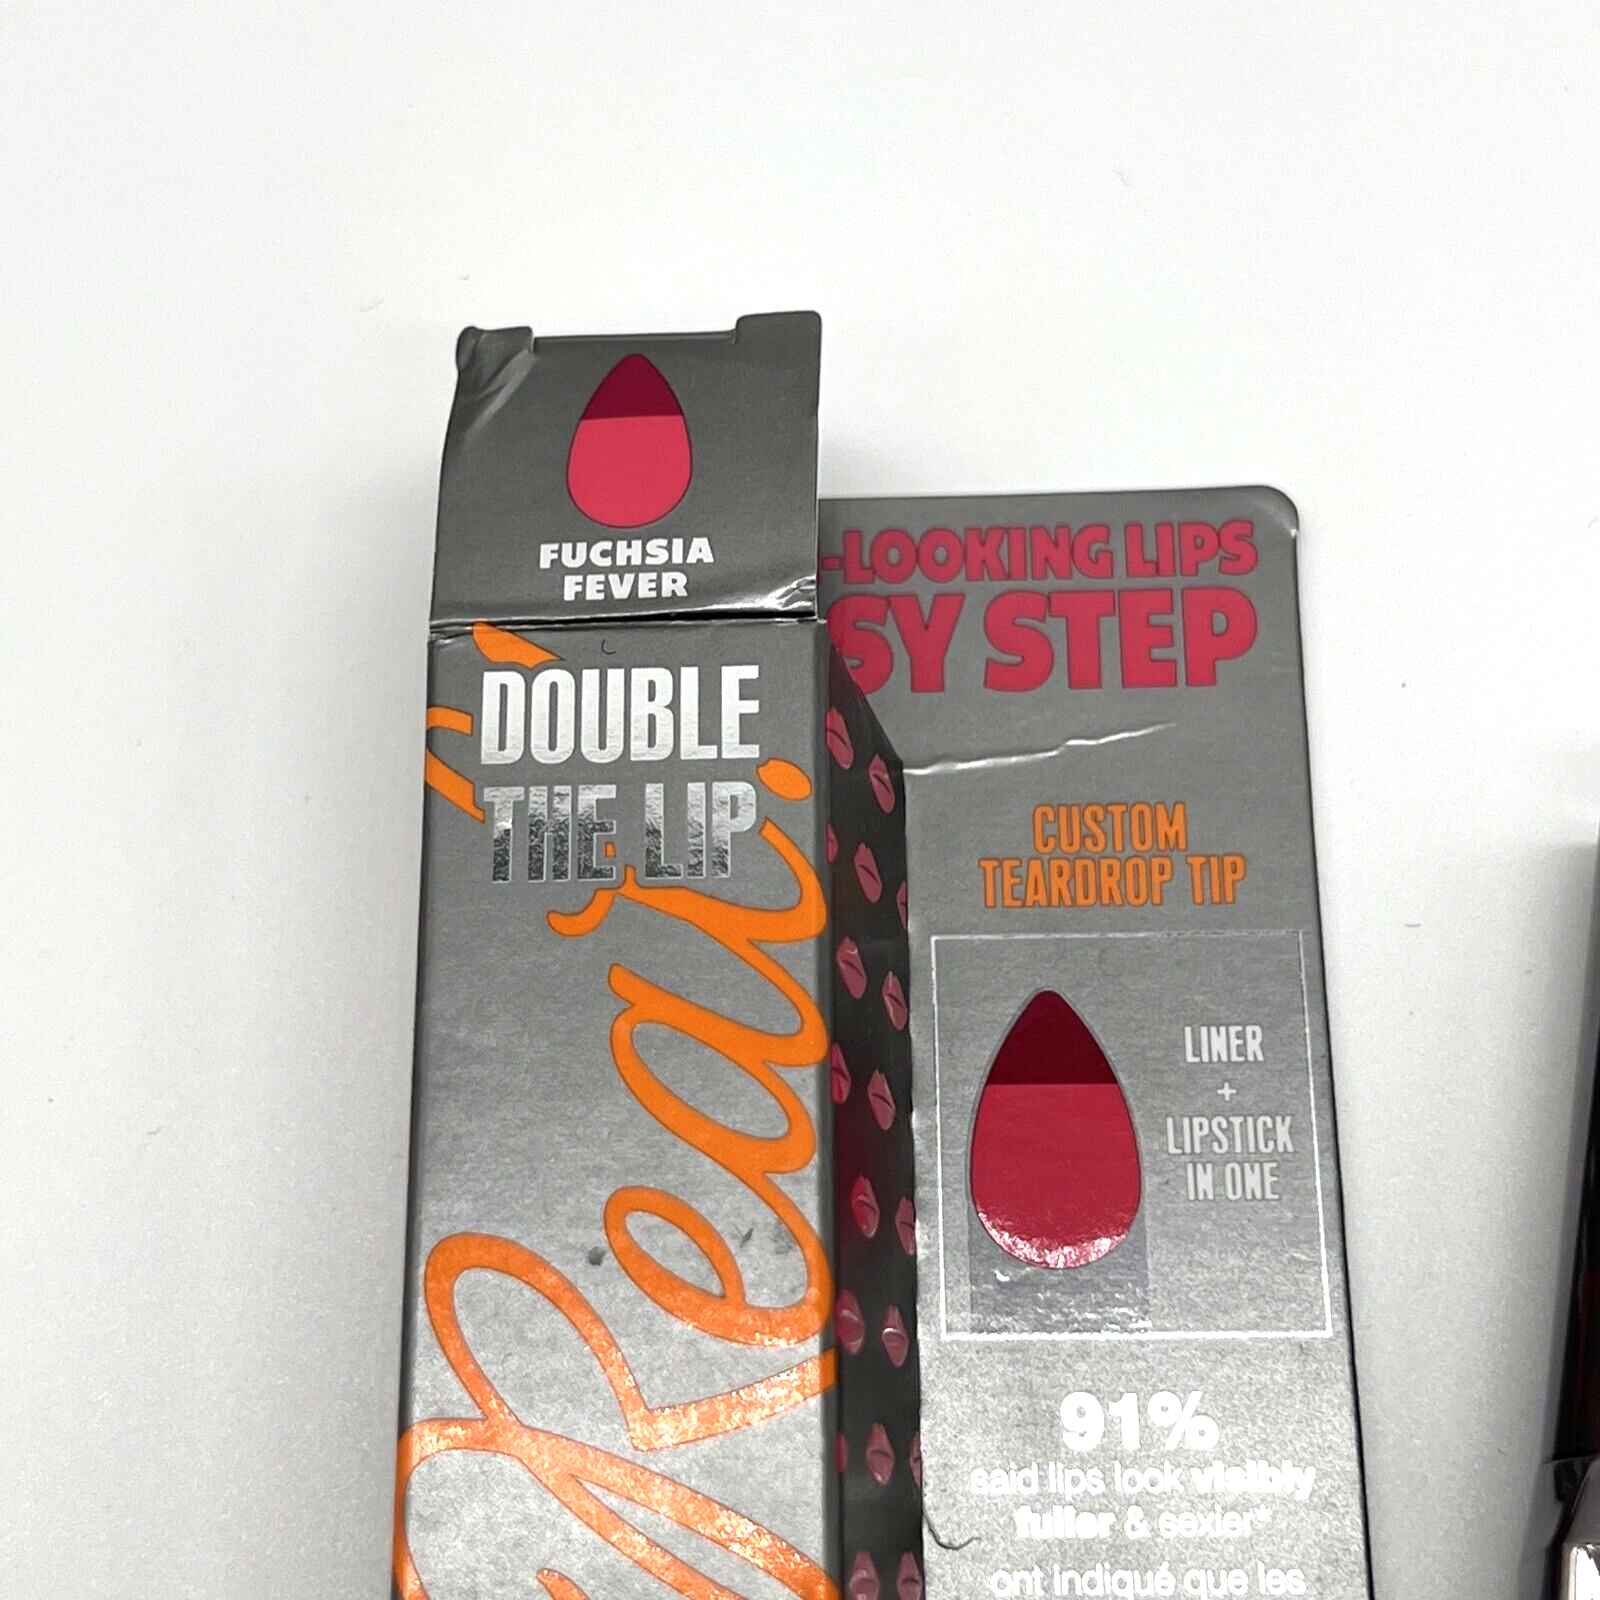 FUCHSIA
FEVER
DOUBLE
THE LIP
-LOOKING LIPS
SY STEP
CUSTOM
TEARDROP TIP
LINER
+
LIPSTICK
IN ONE
91%
said lips look visibly
fuller & sexier*
ont indiqué que les